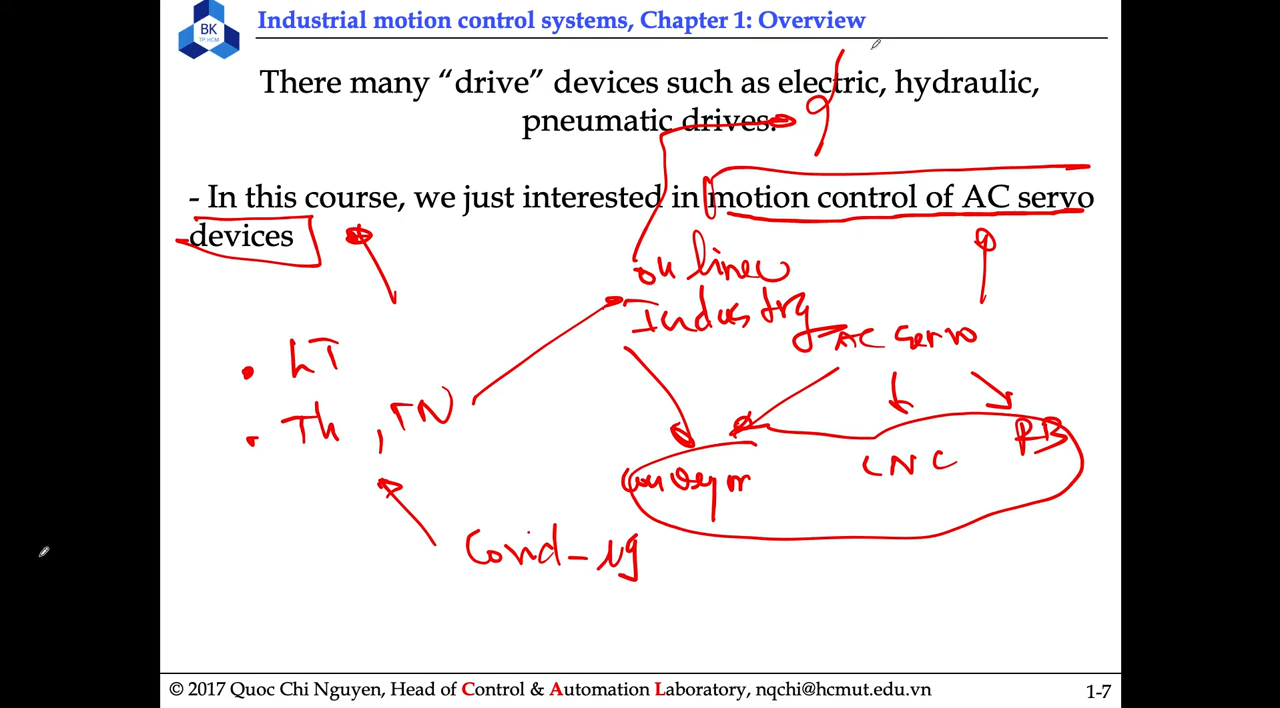 BK
TP.HCM
Industrial motion control systems, Chapter 1: Overview
There many “drive” devices such as electric, hydraulic,
pneumatic drives.
- In this course, we just interested in motion control of AC servo
devices
Industry
AC Servo
• LT
• Th, TN
Conveyor
CNC
RB
Covid-19
© 2017 Quoc Chi Nguyen, Head of Control & Automation Laboratory, nqchi@hcmut.edu.vn
1-7